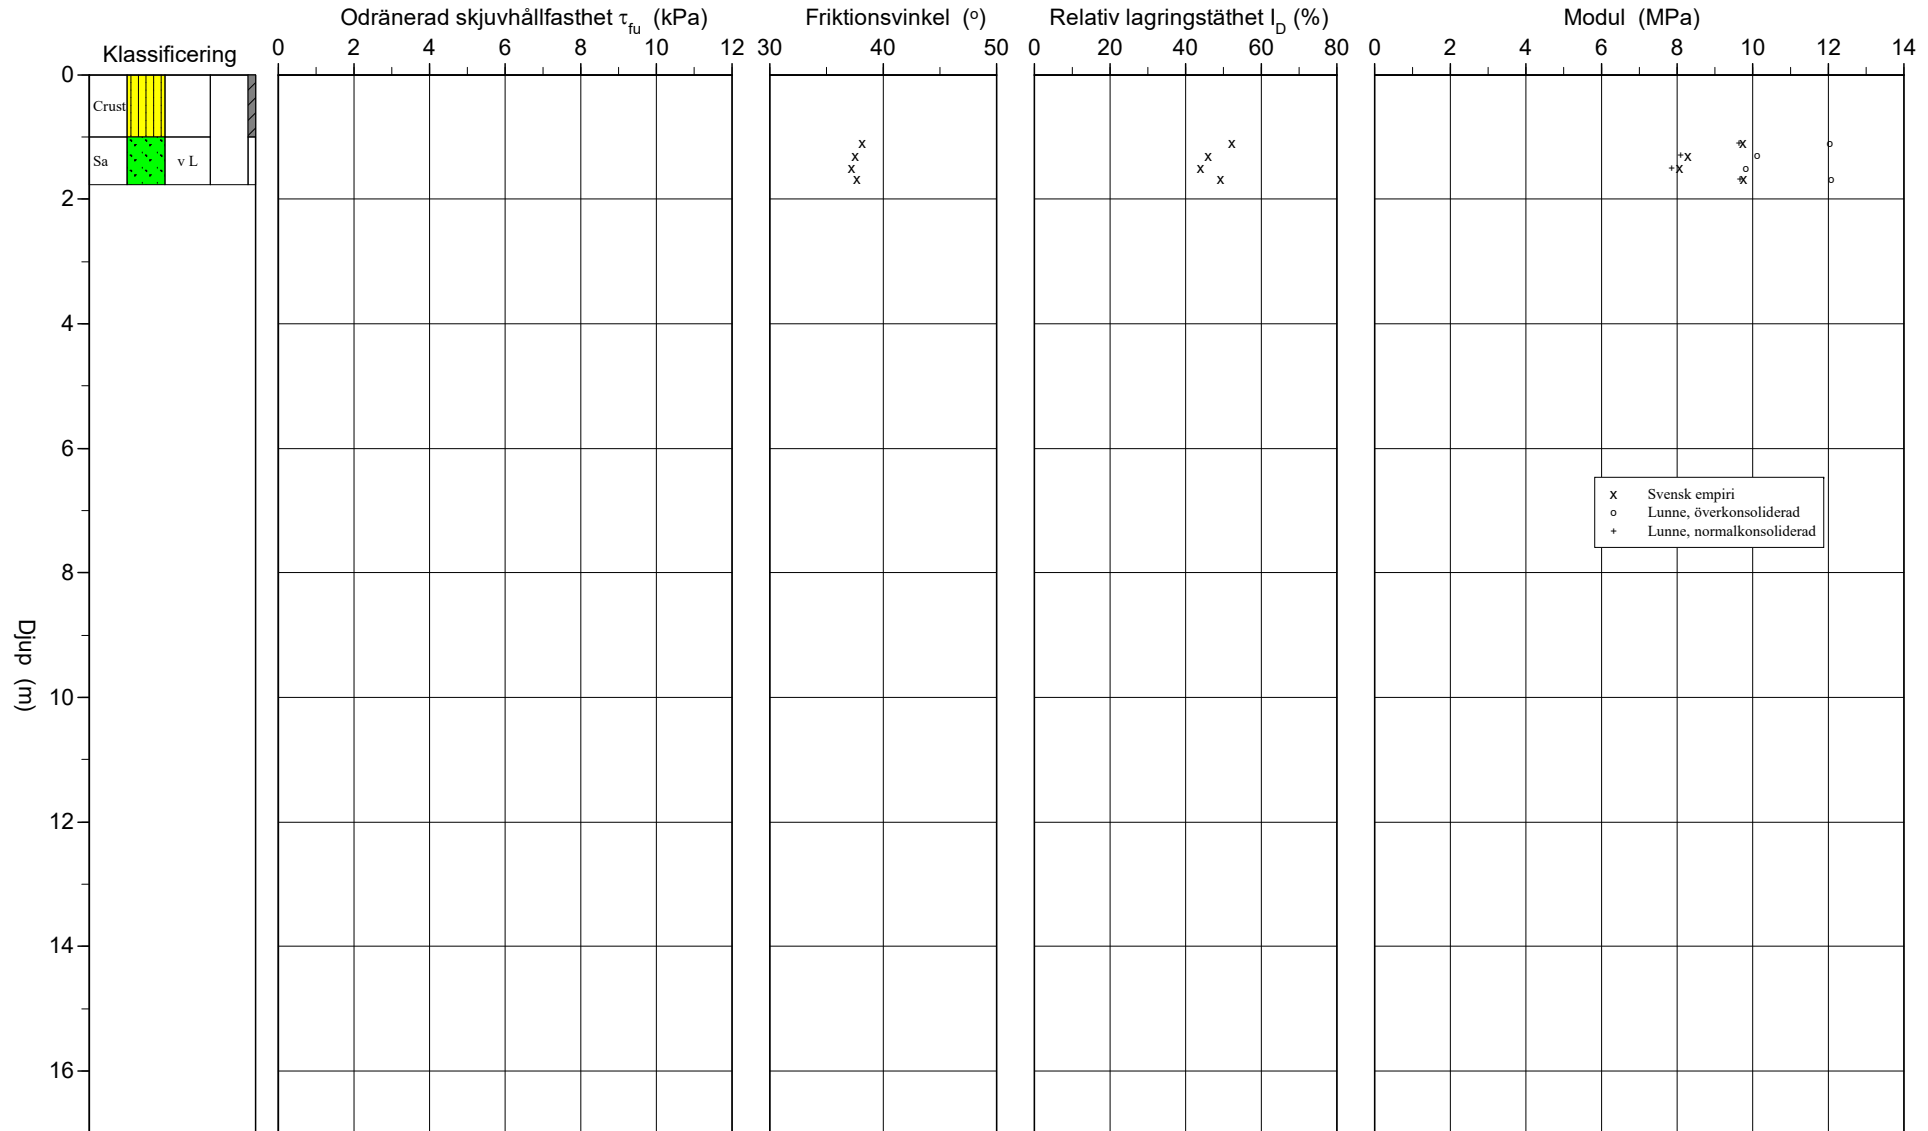 Odränerad skjuvhållfasthet τfu (kPa)
Friktionsvinkel (o)
Relativ lagringstäthet ID (%)
Modul (MPa)
Klassificering
0 2 4 6 8 10 12
30 40 50
0 20 40 60 80
0 2 4 6 8 10 12 14
0
Crust
Sa v L
2
4
6
x Svensk empiri
o Lunne, överkonsoliderad
+ Lunne, normalkonsoliderad
8
Djup (m)
10
12
14
16